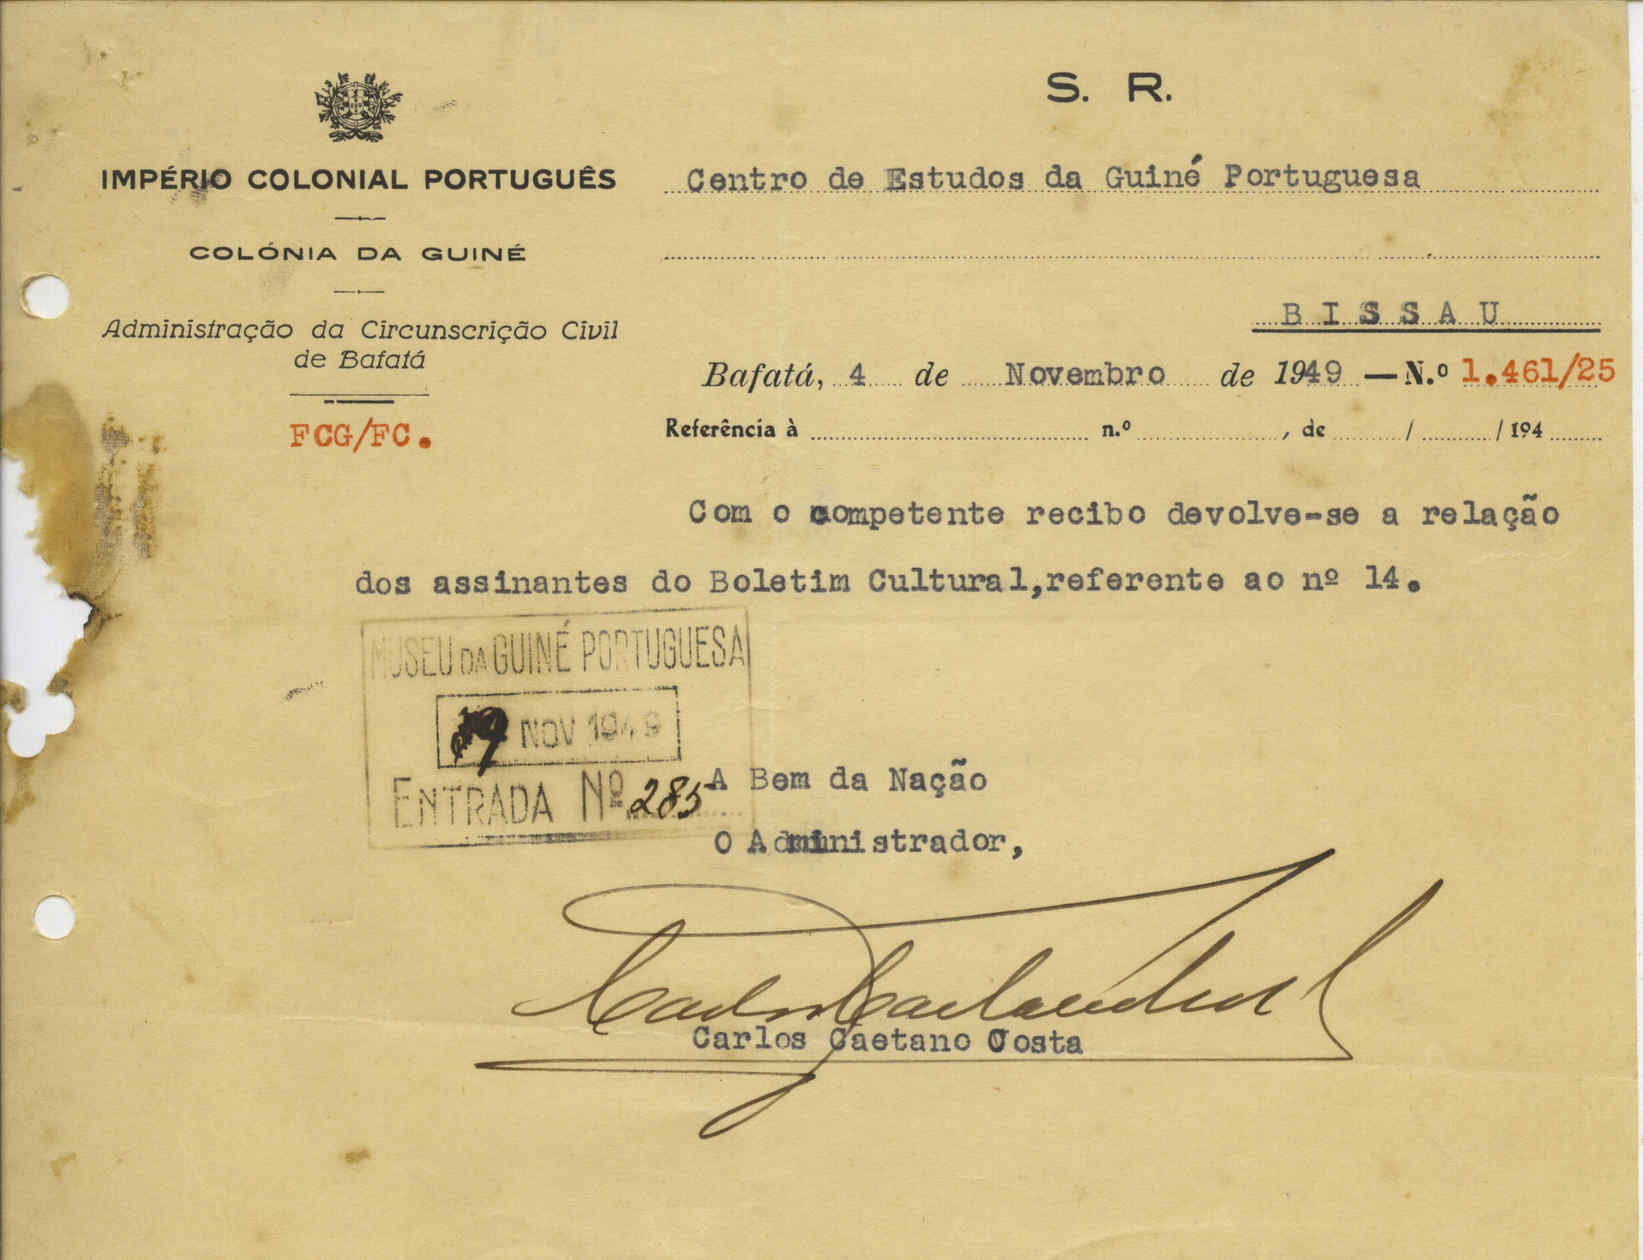 S. R.
IMPÉRIO COLONIAL PORTUGUÊS
COLÓNIA DA GUINÉ
Administração da Circunscrição Civil
de Bafatá
FCG/FC.
Centro de Estudos da Guiné Portuguesa
BISSAU
Bafatá, 4 de Novembro de 1949 — N.º 1.461/25
Referência à n.º , de / / 194
Com o competente recibo devolve-se a relação
dos assinantes do Boletim Cultural,referente ao nº 14.
MUSEU DA GUINÉ PORTUGUESA
NOV 1949
ENTRADA Nº 285
A Bem da Nação
O Administrador,
Carlos Caetano Costa